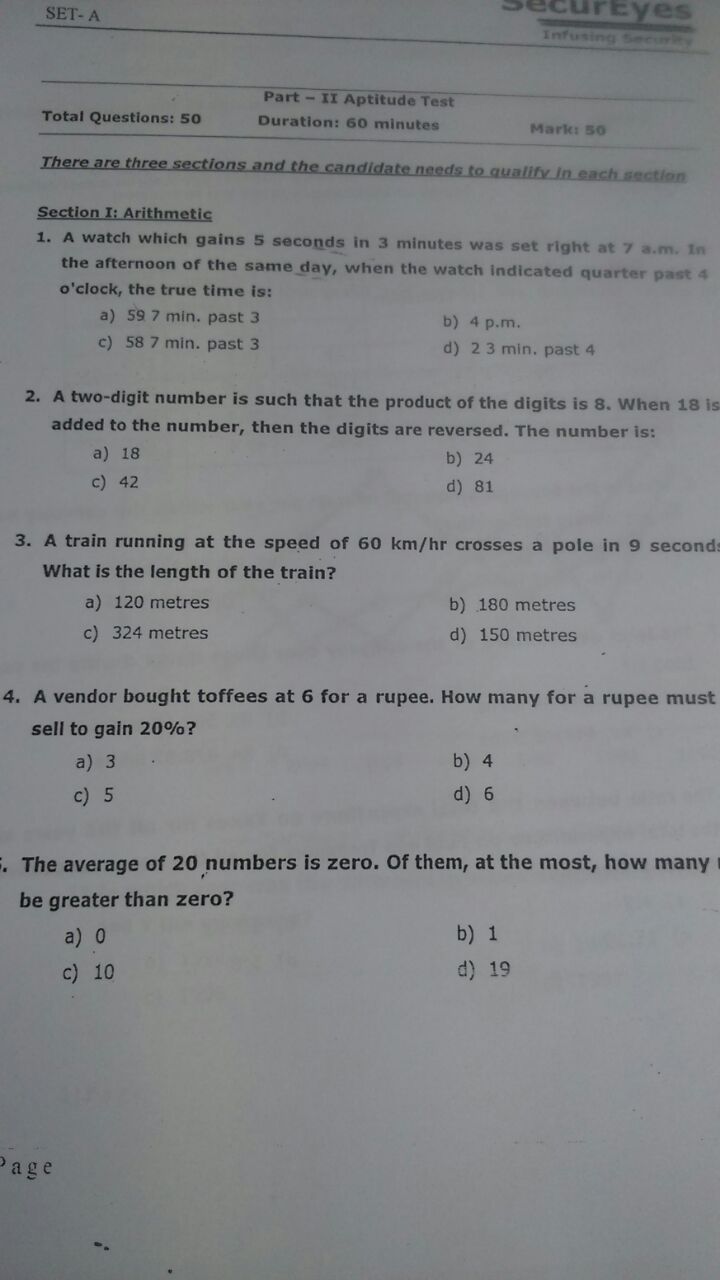 SET- A
SecurEyes
Infusing Security
Part – II Aptitude Test
Total Questions: 50 Duration: 60 minutes Mark: 50
There are three sections and the candidate needs to qualify in each section
Section I: Arithmetic
1. A watch which gains 5 seconds in 3 minutes was set right at 7 a.m. In
the afternoon of the same day, when the watch indicated quarter past 4
o'clock, the true time is:
a) 59 7 min. past 3 b) 4 p.m.
c) 58 7 min. past 3 d) 2 3 min. past 4
2. A two-digit number is such that the product of the digits is 8. When 18 is
added to the number, then the digits are reversed. The number is:
a) 18 b) 24
c) 42 d) 81
3. A train running at the speed of 60 km/hr crosses a pole in 9 seconds
What is the length of the train?
a) 120 metres b) 180 metres
c) 324 metres d) 150 metres
4. A vendor bought toffees at 6 for a rupee. How many for a rupee must
sell to gain 20%?
a) 3 b) 4
c) 5 d) 6
. The average of 20 numbers is zero. Of them, at the most, how many
be greater than zero?
a) 0 b) 1
c) 10 d) 19
Page